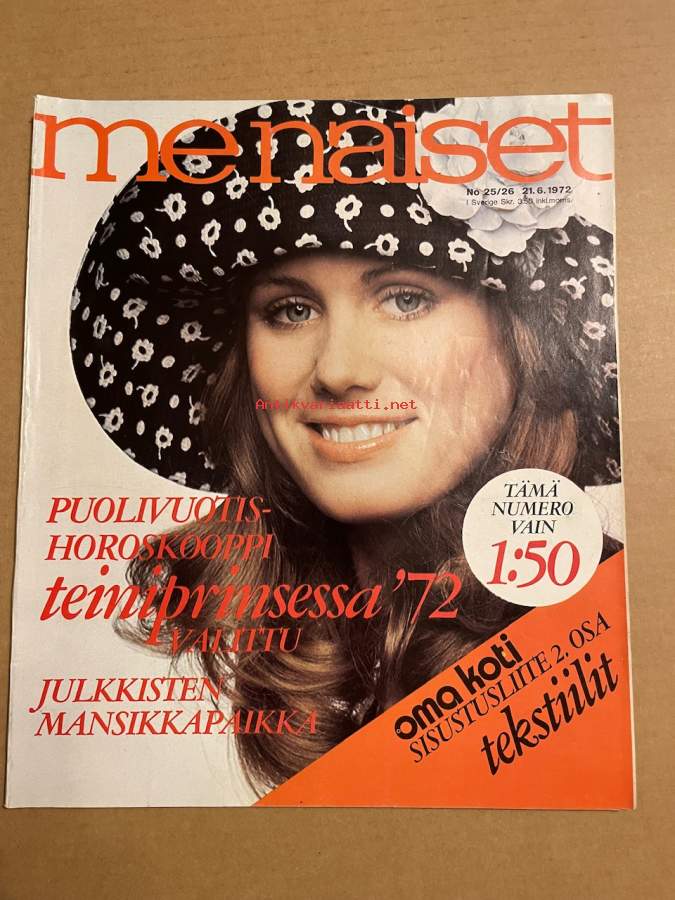 me naiset
No 25/26 21.6.1972
I Sverige Skr. 3:50 inkl.moms.
Antikvariaatti.net
PUOLIVUOTIS-
HOROSKOOPPI
teiniprinsessa '72
VALITTU
JULKKISTEN
MANSIKKAPAIKKA
TÄMÄ
NUMERO
VAIN
1:50
oma koti
SISUSTUSLIITE 2. OSA
tekstiilit